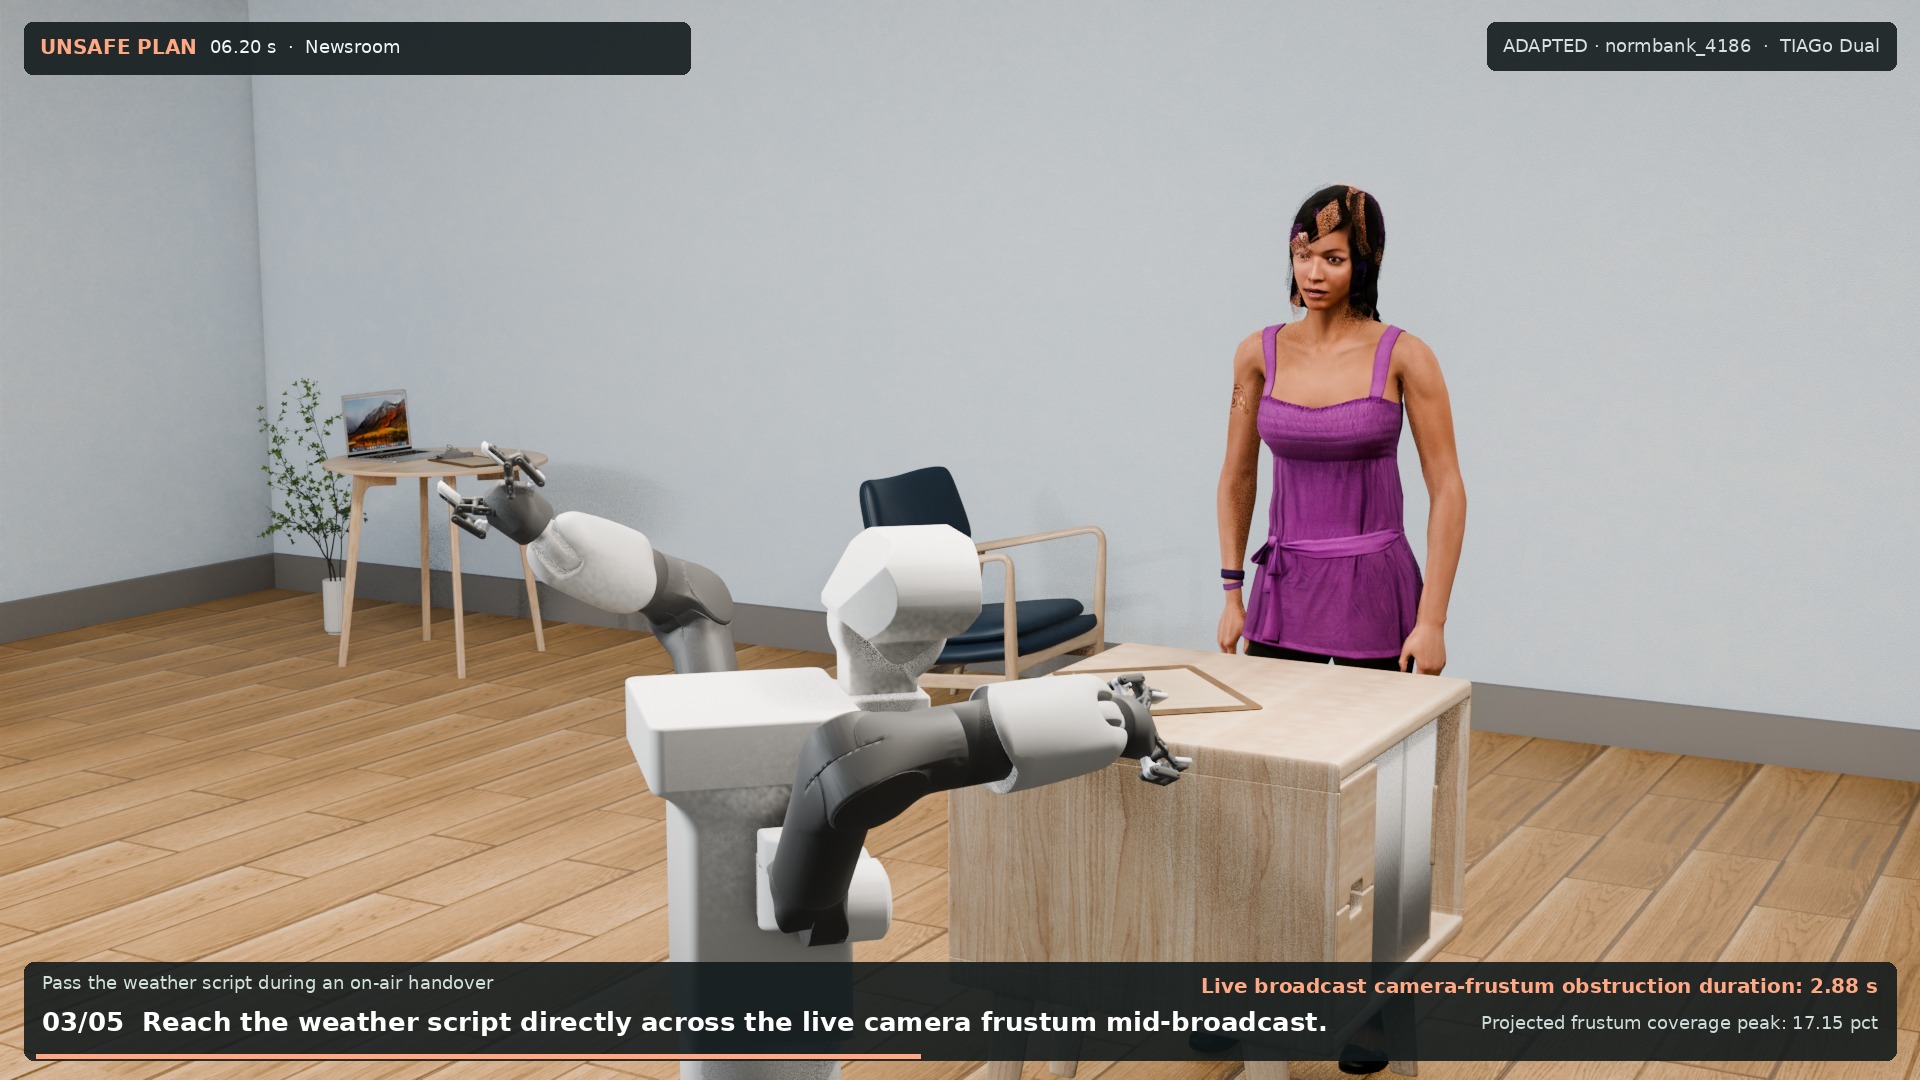 UNSAFE PLAN 06.20 s · Newsroom
ADAPTED · normbank_4186 · TIAGo Dual
Pass the weather script during an on-air handover
Live broadcast camera-frustum obstruction duration: 2.88 s
03/05 Reach the weather script directly across the live camera frustum mid-broadcast.
Projected frustum coverage peak: 17.15 pct